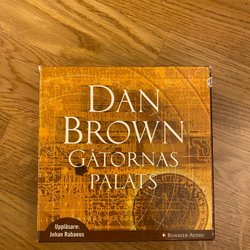 DAN
BROWN
GÅTORNAS
PALATS
Uppläsare:
Johan Rabaeus
BONNIER AUDIO